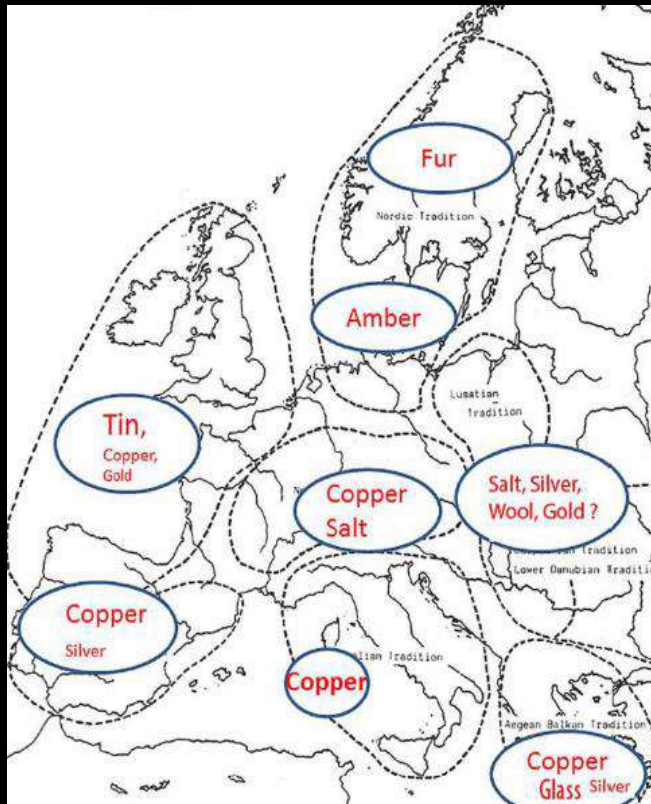 Fur
Nordic Tradition
Amber
Lusatian
Tradition
Tin,
Copper,
Gold
Copper
Salt
Salt, Silver,
Wool, Gold ?
Tradition
Lower Danubian Traditio
Copper
Silver
Tradition
Copper
Aegean Balkan Tradition
Copper
Glass Silver